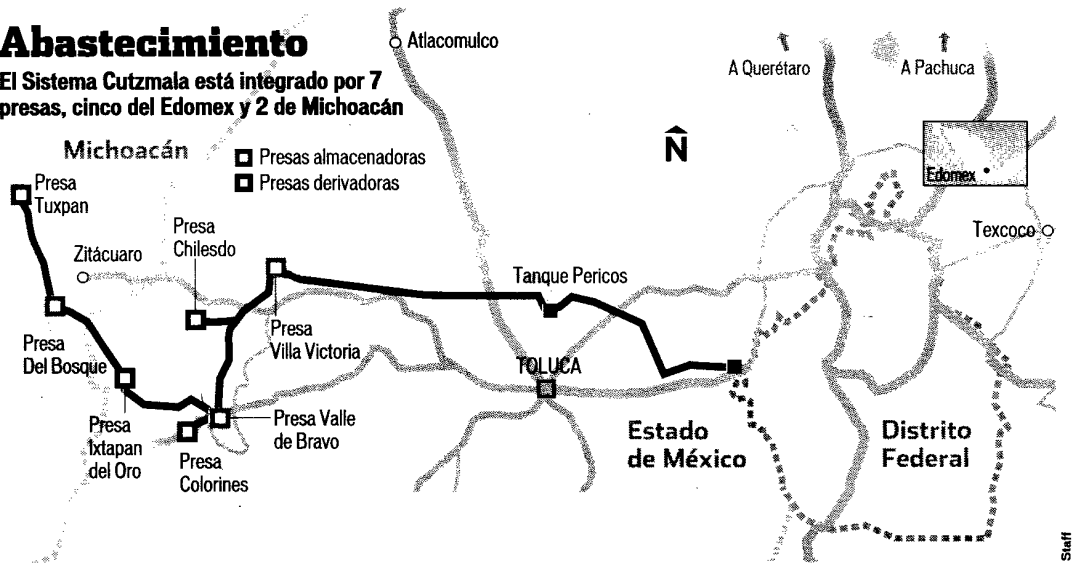 Abastecimiento
El Sistema Cutzmala está integrado por 7
presas, cinco del Edomex y 2 de Michoacán
Michoacán
Presas almacenadoras
Presas derivadoras
Atlacomulco
A Querétaro
A Pachuca
N
Edomex
Texcoco
Presa
Tuxpan
Zitácuaro
Presa
Chilesdo
Tanque Pericos
Presa
Del Bosque
Presa
Villa Victoria
TOLUCA
Presa
Ixtapan
del Oro
Presa
Colorines
Presa Valle
de Bravo
Estado
de México
Distrito
Federal
Staff